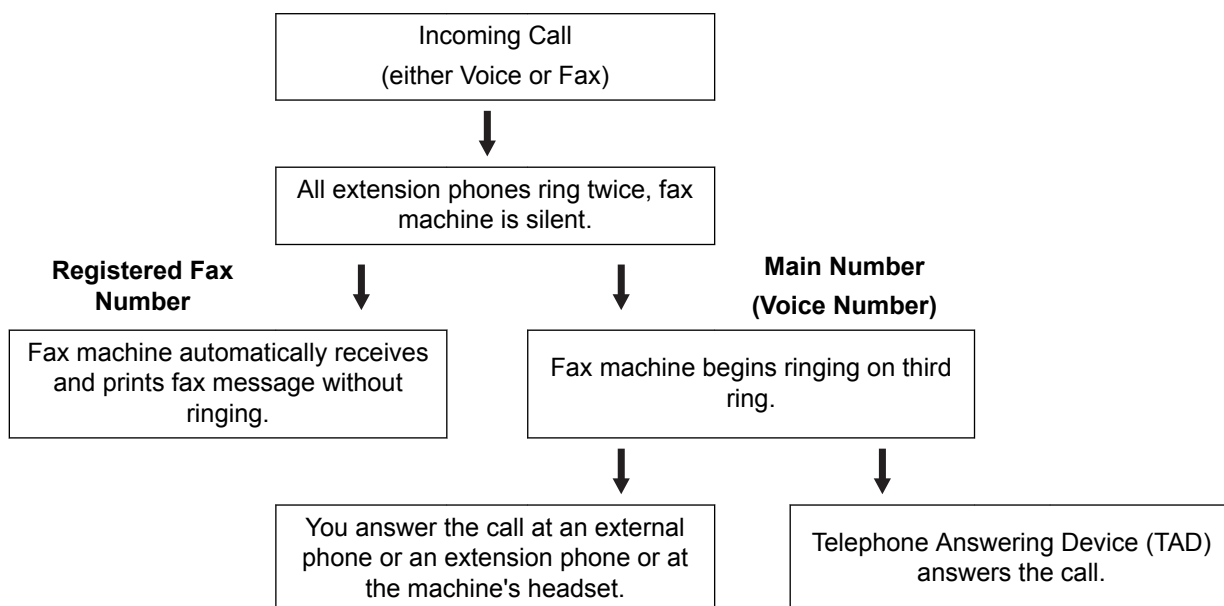 Incoming Call
(either Voice or Fax)
All extension phones ring twice, fax
machine is silent.
Registered Fax
Number
Main Number
(Voice Number)
Fax machine automatically receives
and prints fax message without
ringing.
Fax machine begins ringing on third
ring.
You answer the call at an external
phone or an extension phone or at
the machine's headset.
Telephone Answering Device (TAD)
answers the call.